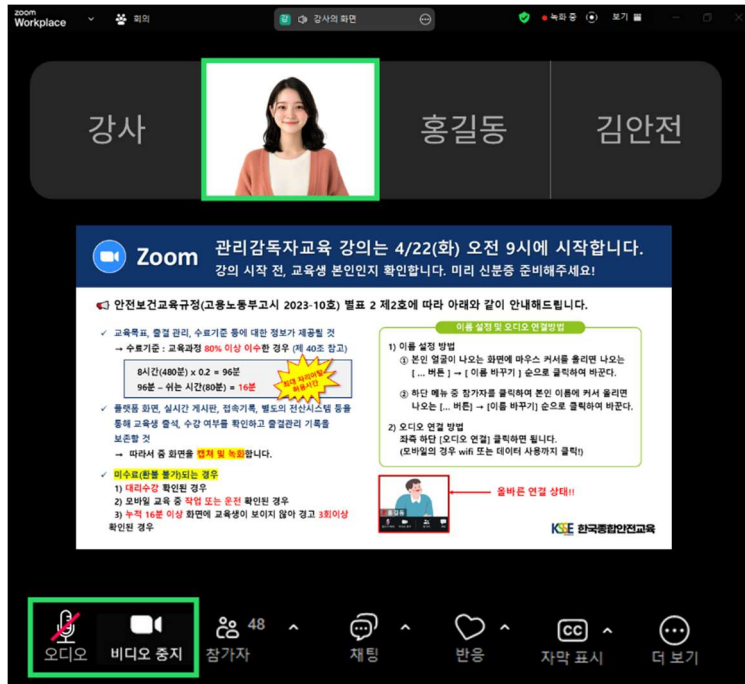 zoom
Workplace
회의
강 강사의 화면
녹화 중
보기
강사
홍길동
김안전
Zoom
관리감독자교육 강의는 4/22(화) 오전 9시에 시작합니다.
강의 시작 전, 교육생 본인인지 확인합니다. 미리 신분증 준비해주세요!
안전보건교육규정(고용노동부고시 2023-10호) 별표 2 제2호에 따라 아래와 같이 안내해드립니다.
✓ 교육목표, 출결 관리, 수료기준 등에 대한 정보가 제공될 것
→ 수료기준 : 교육과정 80% 이상 이수한 경우 (제 40조 참고)
8시간(480분) x 0.2 = 96분
96분 – 쉬는 시간(80분) = 16분
최대 자리이탈
허용시간
✓ 플랫폼 화면, 실시간 게시판, 접속기록, 별도의 전산시스템 등을
통해 교육생 출석, 수강 여부를 확인하고 출결관리 기록을
보존할 것
→ 따라서 줌 화면을 캡쳐 및 녹화합니다.
✓ 미수료(환불 불가)되는 경우
1) 대리수강 확인된 경우
2) 모바일 교육 중 작업 또는 운전 확인된 경우
3) 누적 16분 이상 화면에 교육생이 보이지 않아 경고 3회이상
확인된 경우
이름 설정 및 오디오 연결방법
1) 이름 설정 방법
① 본인 얼굴이 나오는 화면에 마우스 커서를 올리면 나오는
[ ... 버튼 ] → [ 이름 바꾸기 ] 순으로 클릭하여 바꾼다.
② 하단 메뉴 중 참가자를 클릭하여 본인 이름에 커서 올리면
나오는 [... 버튼] → [이름 바꾸기] 순으로 클릭하여 바꾼다.
2) 오디오 연결 방법
좌측 하단 [오디오 연결] 클릭하면 됩니다.
(모바일의 경우 wifi 또는 데이터 사용까지 클릭!)
홍길동
올바른 연결 상태!!
KSSE 한국종합안전교육
오디오
비디오 중지
참가자
48
채팅
반응
CC
자막 표시
더 보기